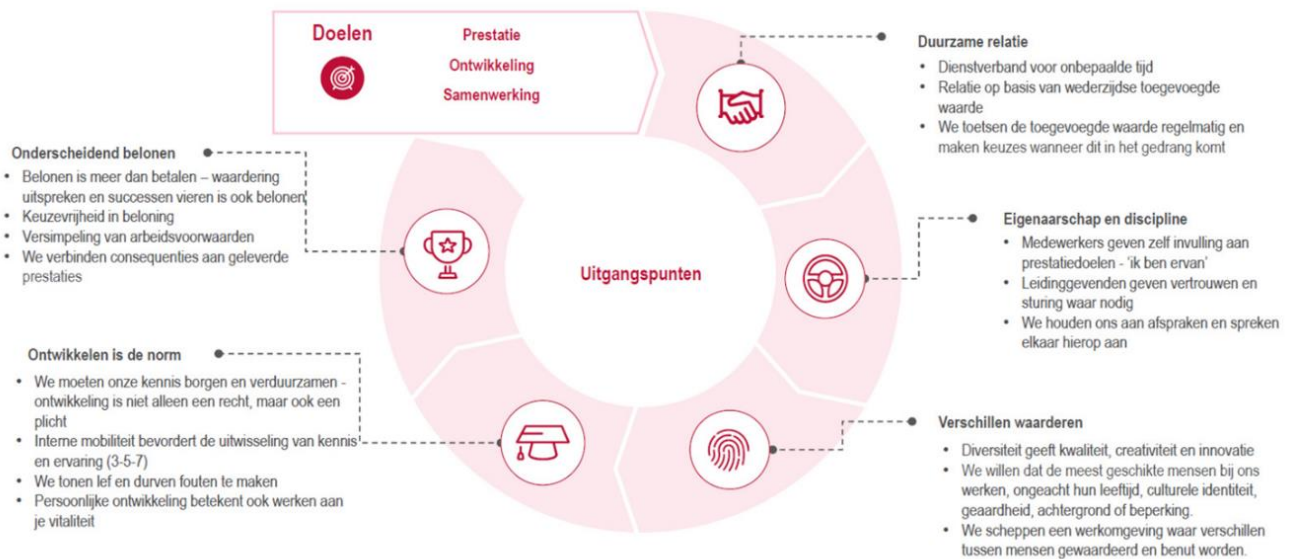 Doelen
Prestatie
Ontwikkeling
Samenwerking
Duurzame relatie
• Dienstverband voor onbepaalde tijd
• Relatie op basis van wederzijdse toegevoegde
waarde
• We toetsen de toegevoegde waarde regelmatig en
maken keuzes wanneer dit in het gedrang komt
Eigenaarschap en discipline
• Medewerkers geven zelf invulling aan
prestatiedoelen - 'ik ben ervan'
• Leidinggevenden geven vertrouwen en
sturing waar nodig
• We houden ons aan afspraken en spreken
elkaar hierop aan
Verschillen waarderen
• Diversiteit geeft kwaliteit, creativiteit en innovatie
• We willen dat de meest geschikte mensen bij ons
werken, ongeacht hun leeftijd, culturele identiteit,
geaardheid, achtergrond of beperking.
• We scheppen een werkomgeving waar verschillen
tussen mensen gewaardeerd en benut worden.
Ontwikkelen is de norm
• We moeten onze kennis borgen en verduurzamen -
ontwikkeling is niet alleen een recht, maar ook een
plicht
• Interne mobiliteit bevordert de uitwisseling van kennis
en ervaring (3-5-7)
• We tonen lef en durven fouten te maken
• Persoonlijke ontwikkeling betekent ook werken aan
je vitaliteit
Onderscheidend belonen
• Belonen is meer dan betalen – waardering
uitspreken en successen vieren is ook belonen
• Keuzevrijheid in beloning
• Versimpeling van arbeidsvoorwaarden
• We verbinden consequenties aan geleverde
prestaties
Uitgangspunten